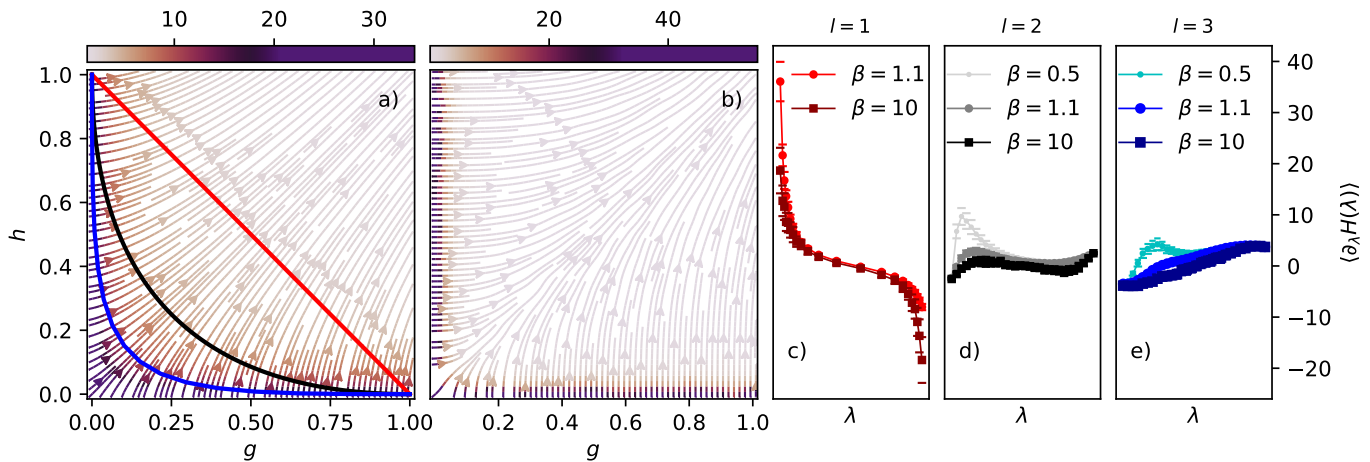 10 20 30
20 40
l = 1
l = 2
l = 3
a)
b)
β = 1.1
β = 10
β = 0.5
β = 1.1
β = 10
β = 0.5
β = 1.1
β = 10
c)
d)
e)
h
1.0
0.8
0.6
0.4
0.2
0.0
0.00 0.25 0.50 0.75 1.00
g
0.2 0.4 0.6 0.8 1.0
g
λ
λ
λ
40
30
20
10
0
−10
−20
⟨∂λH(λ)⟩